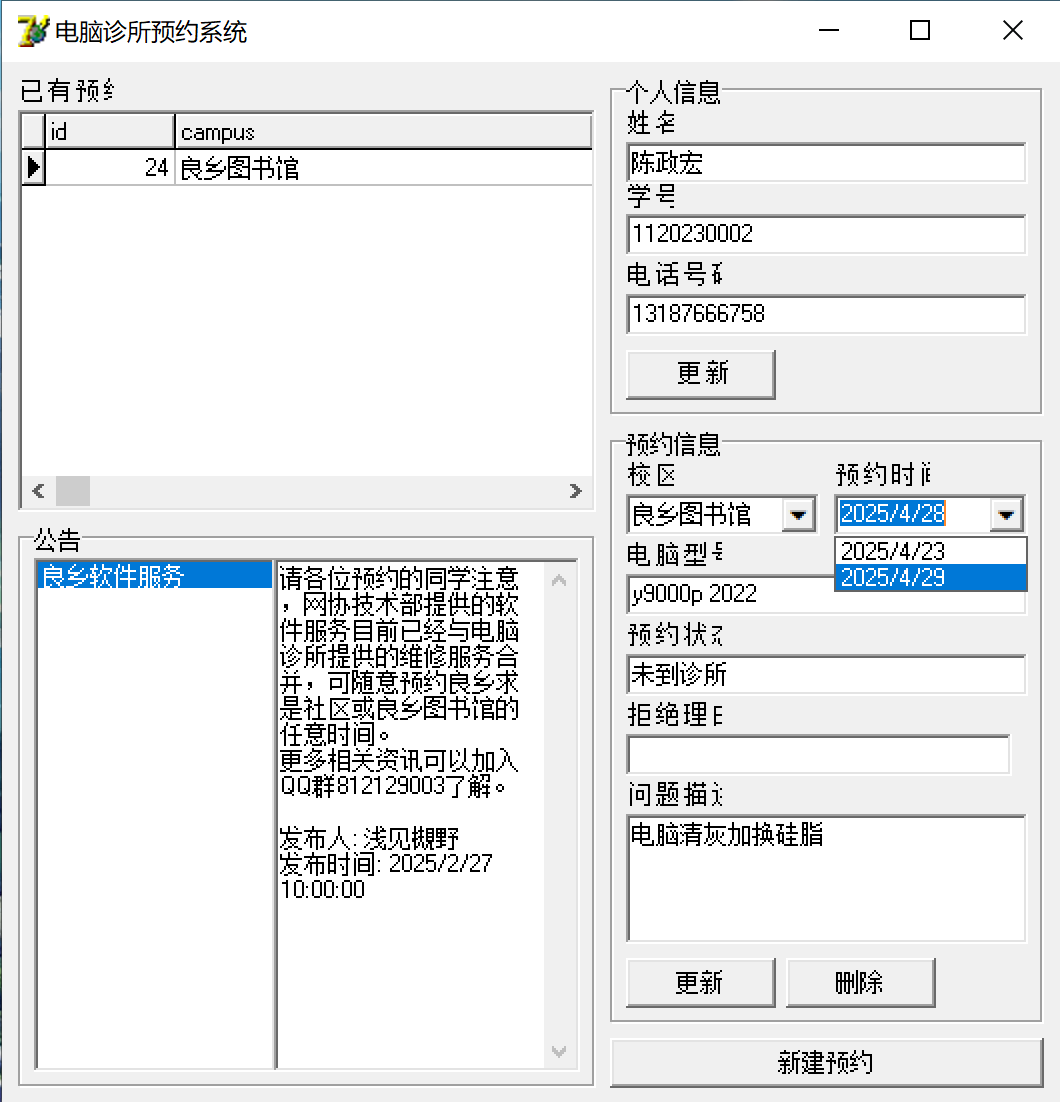 电脑诊所预约系统
已有预约
id campus
24 良乡图书馆
公告
良乡软件服务
请各位预约的同学注意
，网协技术部提供的软
件服务目前已经与电脑
诊所提供的维修服务合
并，可随意预约良乡求
是社区或良乡图书馆的
任意时间。
更多相关资讯可以加入
QQ群812129003了解。
发布人: 浅见槻野
发布时间: 2025/2/27
10:00:00
个人信息
姓名
陈政宏
学号
1120230002
电话号码
13187666758
更新
预约信息
校区 预约时间
良乡图书馆 2025/4/28
2025/4/23
2025/4/29
电脑型号
y9000p 2022
预约状态
未到诊所
拒绝理由
问题描述
电脑清灰加换硅脂
更新 删除
新建预约